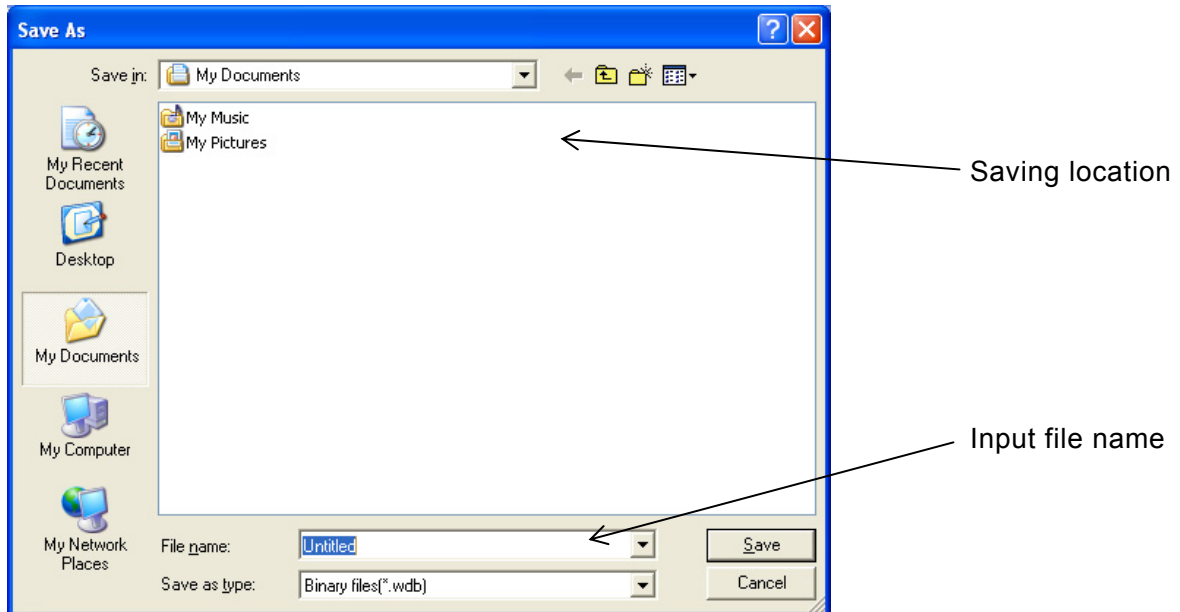 Save As
Save in: My Documents
My Music
My Pictures
My Recent
Documents
Desktop
My Documents
My Computer
My Network
Places
Saving location
Input file name
File name: Untitled Save
Save as type: Binary files(*.wdb) Cancel